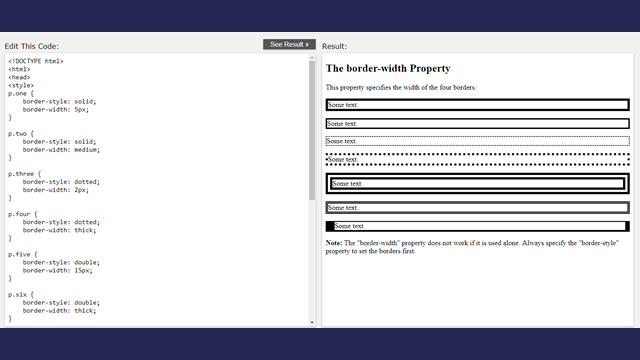 Edit This Code:
See Result »
<!DOCTYPE html>
<html>
<head>
<style>
p.one {
    border-style: solid;
    border-width: 5px;
}
p.two {
    border-style: solid;
    border-width: medium;
}
p.three {
    border-style: dotted;
    border-width: 2px;
}
p.four {
    border-style: dotted;
    border-width: thick;
}
p.five {
    border-style: double;
    border-width: 15px;
}
p.six {
    border-style: double;
    border-width: thick;
}
Result:
The border-width Property
This property specifies the width of the four borders:
Some text.
Some text.
Some text.
Some text.
Some text.
Some text.
Some text.
Note: The "border-width" property does not work if it is used alone. Always specify the "border-style"
property to set the borders first.